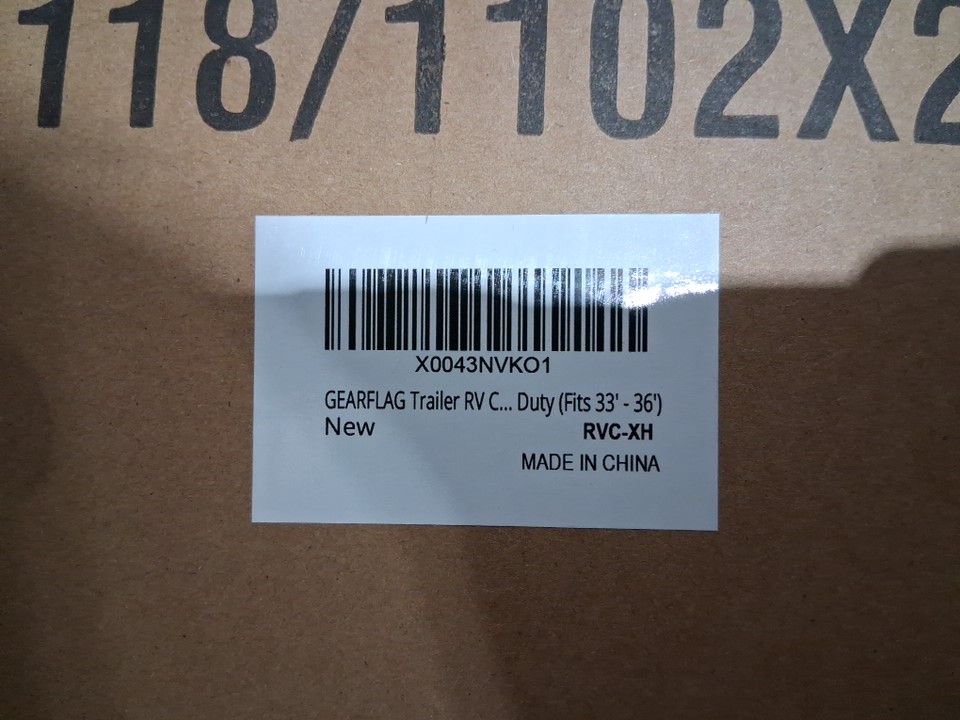 118/1102X2
X0043NVKO1
GEARFLAG Trailer RV C... Duty (Fits 33' - 36')
New
RVC-XH
MADE IN CHINA